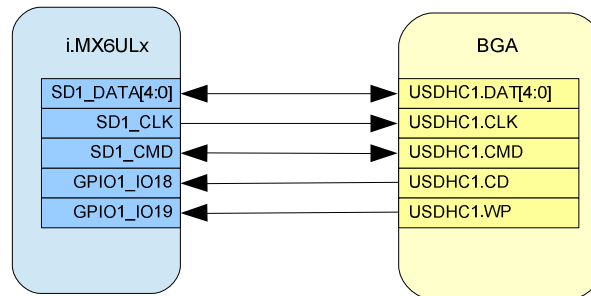 i.MX6ULx
SD1_DATA[4:0]
SD1_CLK
SD1_CMD
GPIO1_IO18
GPIO1_IO19
BGA
USDHC1.DAT[4:0]
USDHC1.CLK
USDHC1.CMD
USDHC1.CD
USDHC1.WP